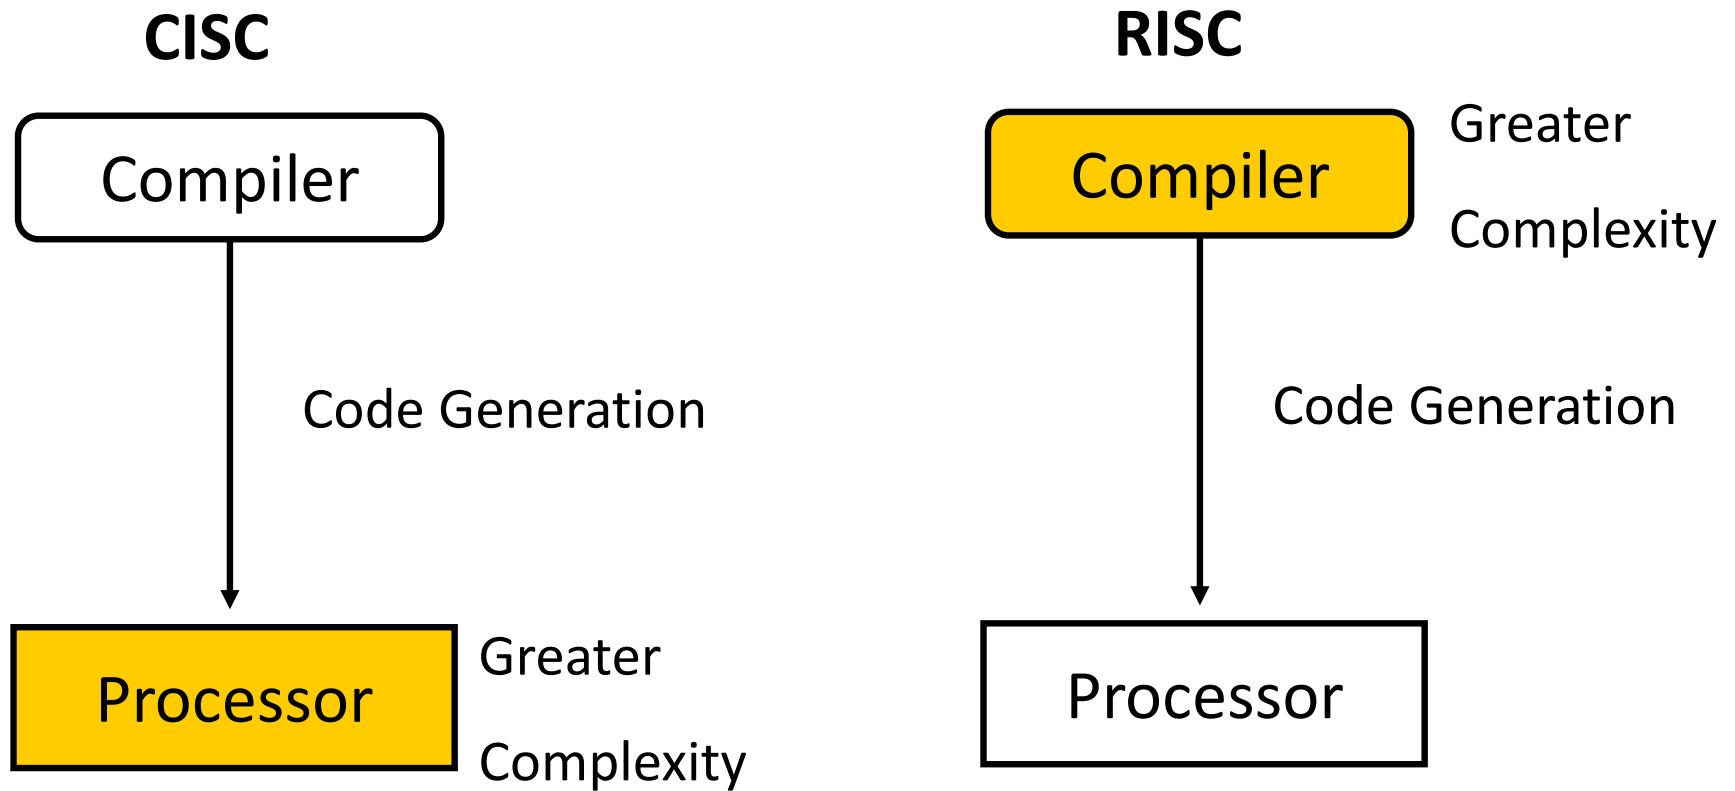 CISC
Compiler
Code Generation
Processor
Greater
Complexity
RISC
Compiler
Greater
Complexity
Code Generation
Processor